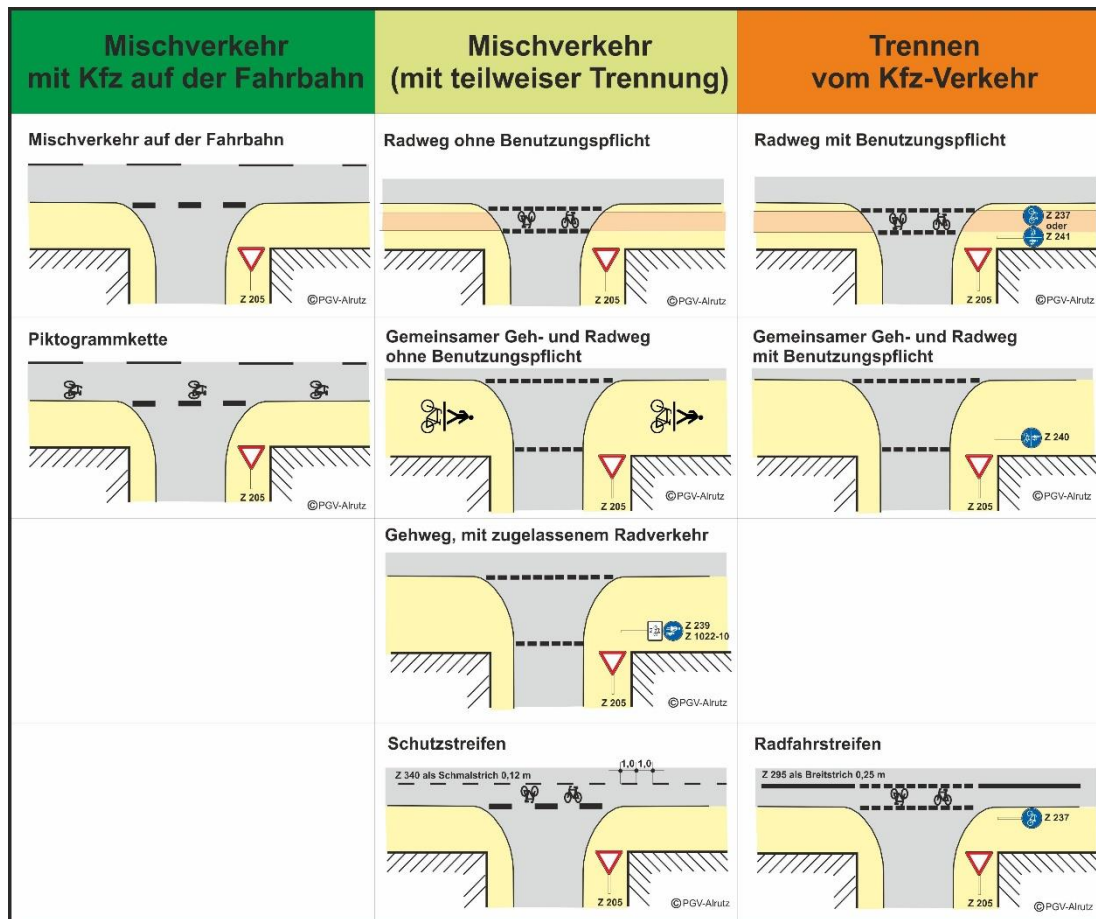 Mischverkehr
mit Kfz auf der Fahrbahn
Mischverkehr
(mit teilweiser Trennung)
Trennen
vom Kfz-Verkehr
Mischverkehr auf der Fahrbahn
Z 205
©PGV-Alrutz
Radweg ohne Benutzungspflicht
Z 205
©PGV-Alrutz
Radweg mit Benutzungspflicht
Z 237
oder
Z 241
Z 205
©PGV-Alrutz
Piktogrammkette
Z 205
©PGV-Alrutz
Gemeinsamer Geh- und Radweg
ohne Benutzungspflicht
Z 205
©PGV-Alrutz
Gemeinsamer Geh- und Radweg
mit Benutzungspflicht
Z 240
Z 205
©PGV-Alrutz
Gehweg, mit zugelassenem Radverkehr
Z 239
Z 1022-10
Z 205
©PGV-Alrutz
Schutzstreifen
Z 340 als Schmalstrich 0,12 m
1,0 1,0
Z 205
©PGV-Alrutz
Radfahrstreifen
Z 295 als Breitstrich 0,25 m
Z 237
Z 205
©PGV-Alrutz